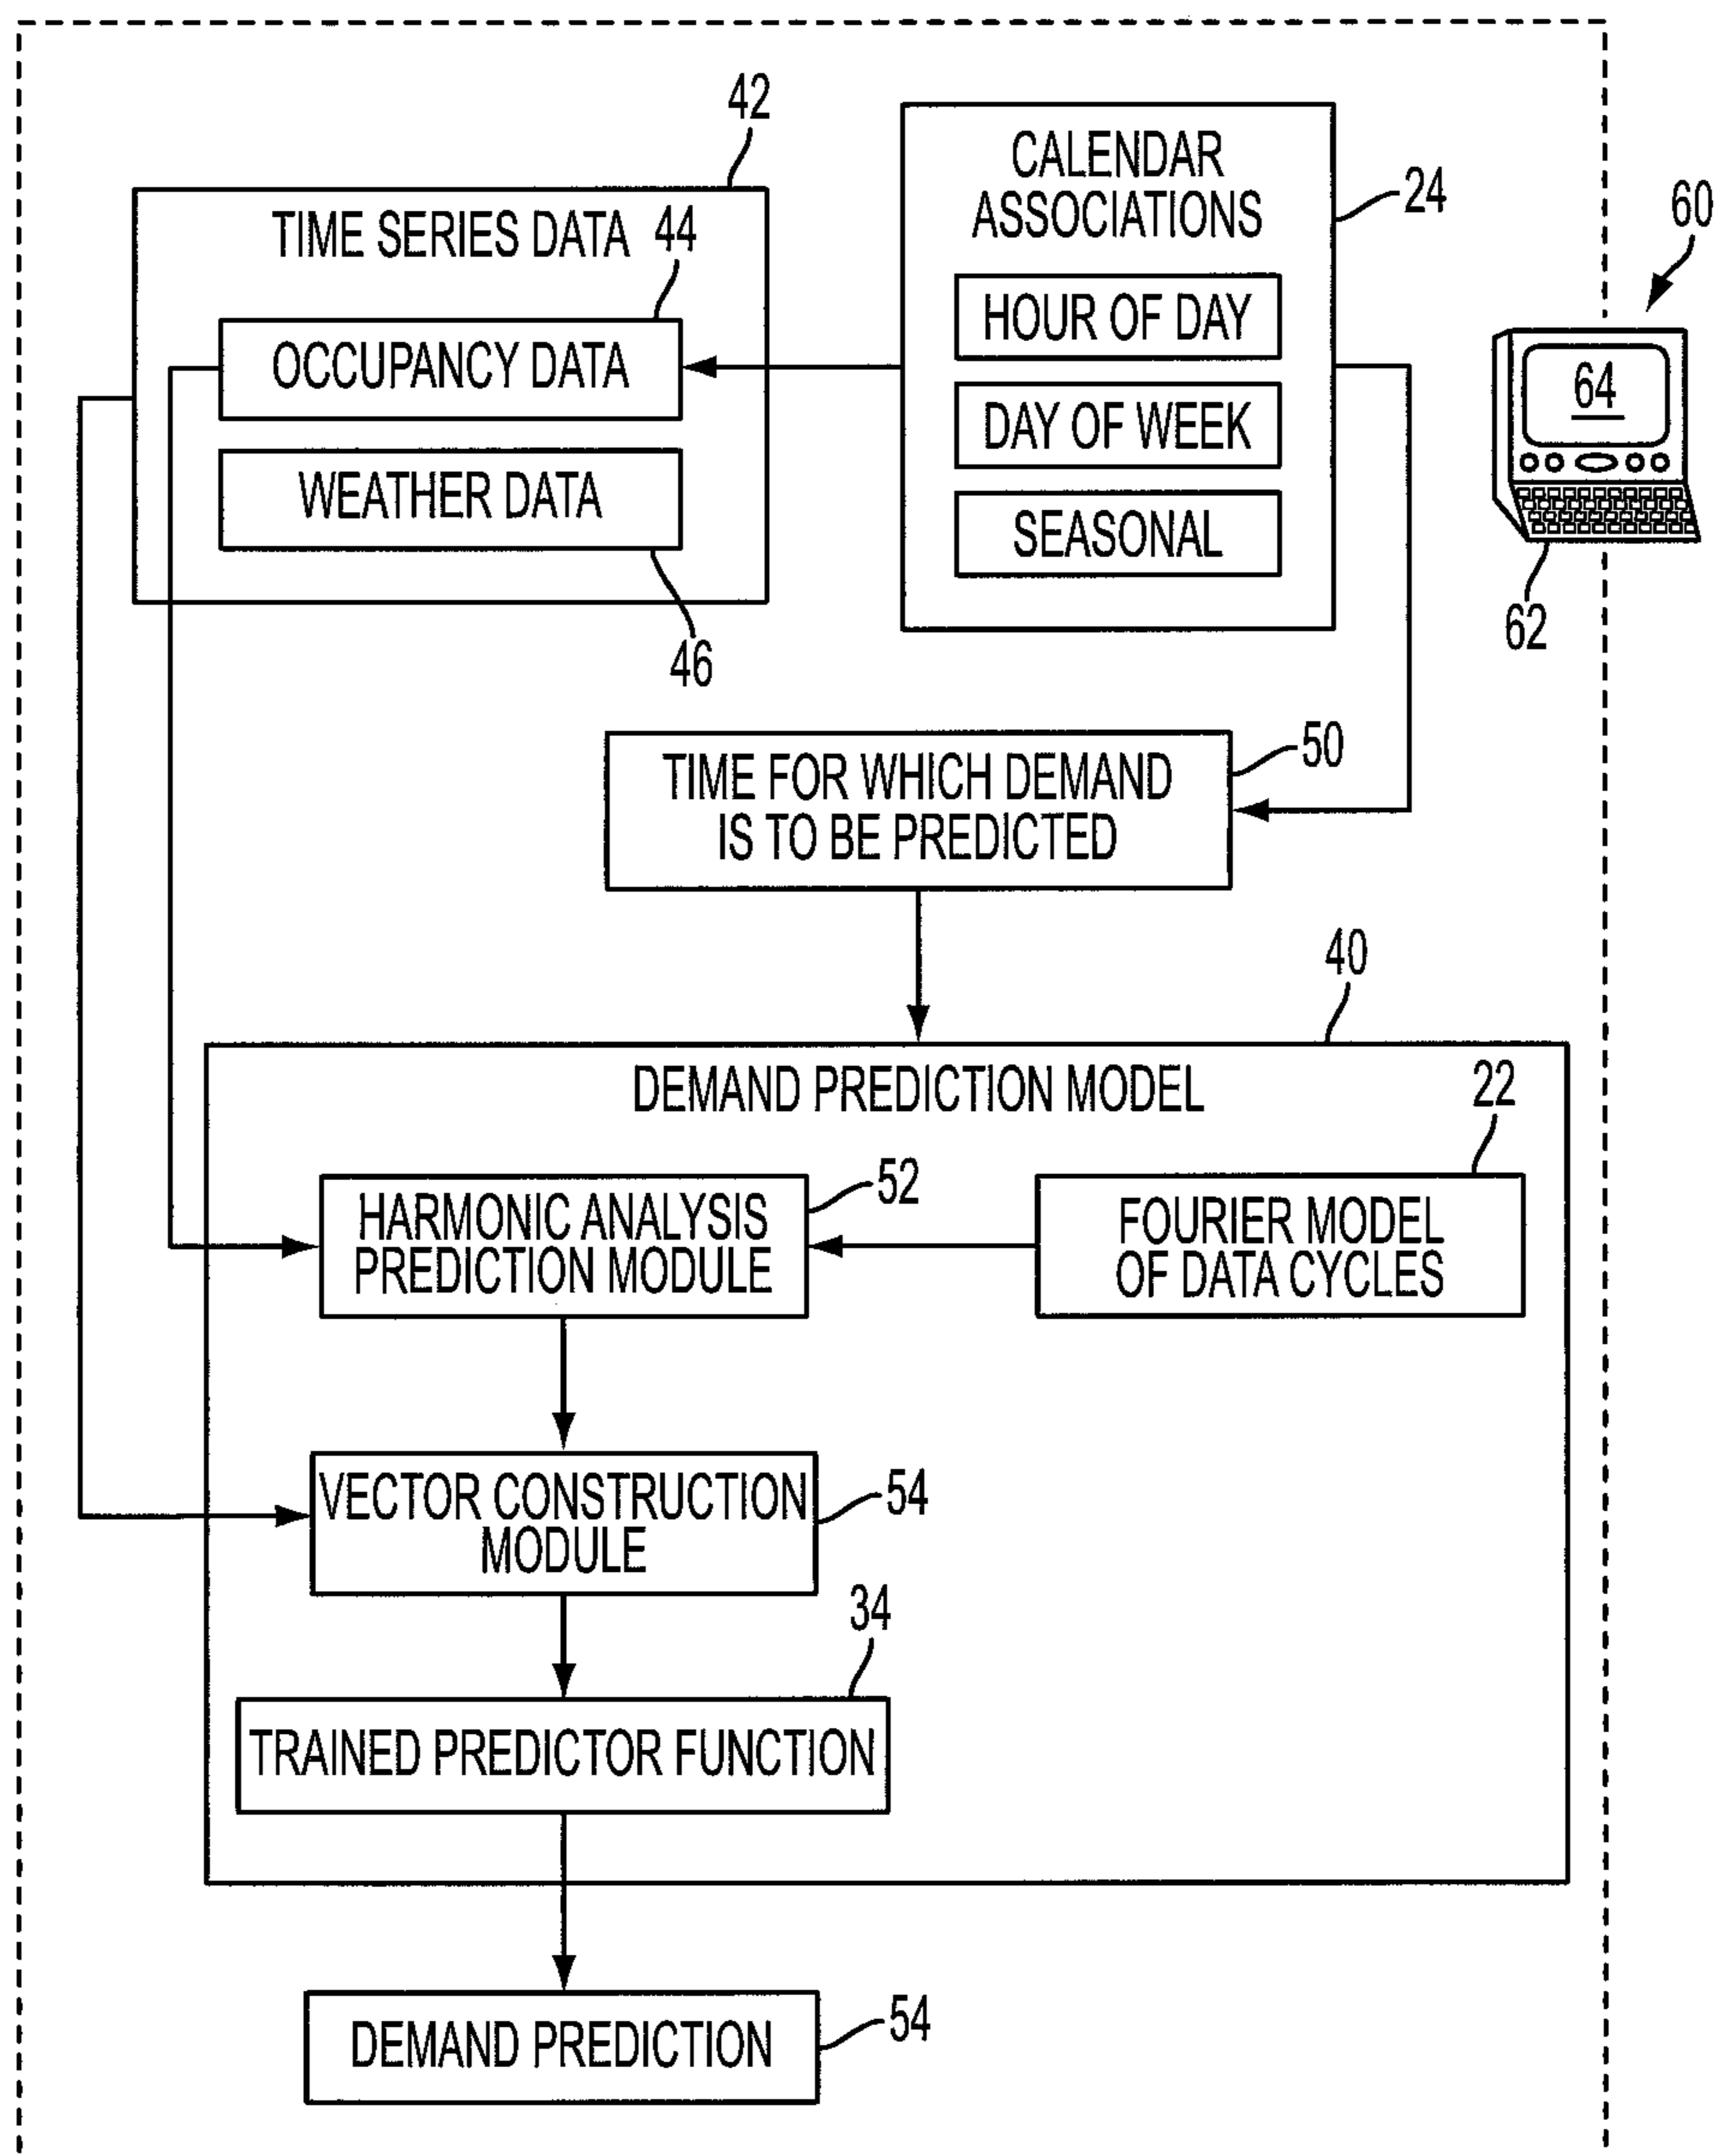 42
TIME SERIES DATA
44
OCCUPANCY DATA
WEATHER DATA
46
CALENDAR
ASSOCIATIONS
24
HOUR OF DAY
DAY OF WEEK
SEASONAL
60
64
62
TIME FOR WHICH DEMAND
IS TO BE PREDICTED
50
40
DEMAND PREDICTION MODEL
22
HARMONIC ANALYSIS
PREDICTION MODULE
52
FOURIER MODEL
OF DATA CYCLES
VECTOR CONSTRUCTION
MODULE
54
34
TRAINED PREDICTOR FUNCTION
DEMAND PREDICTION
54